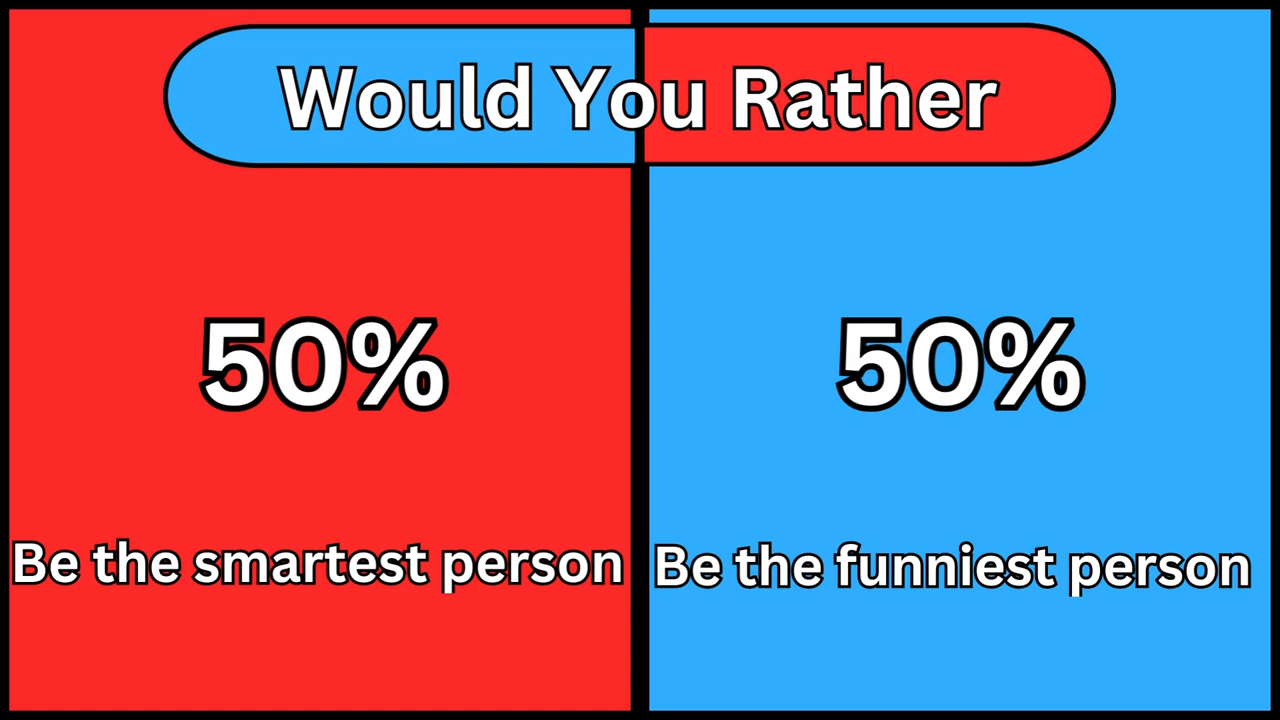 Would You Rather
50%
50%
Be the smartest person
Be the funniest person